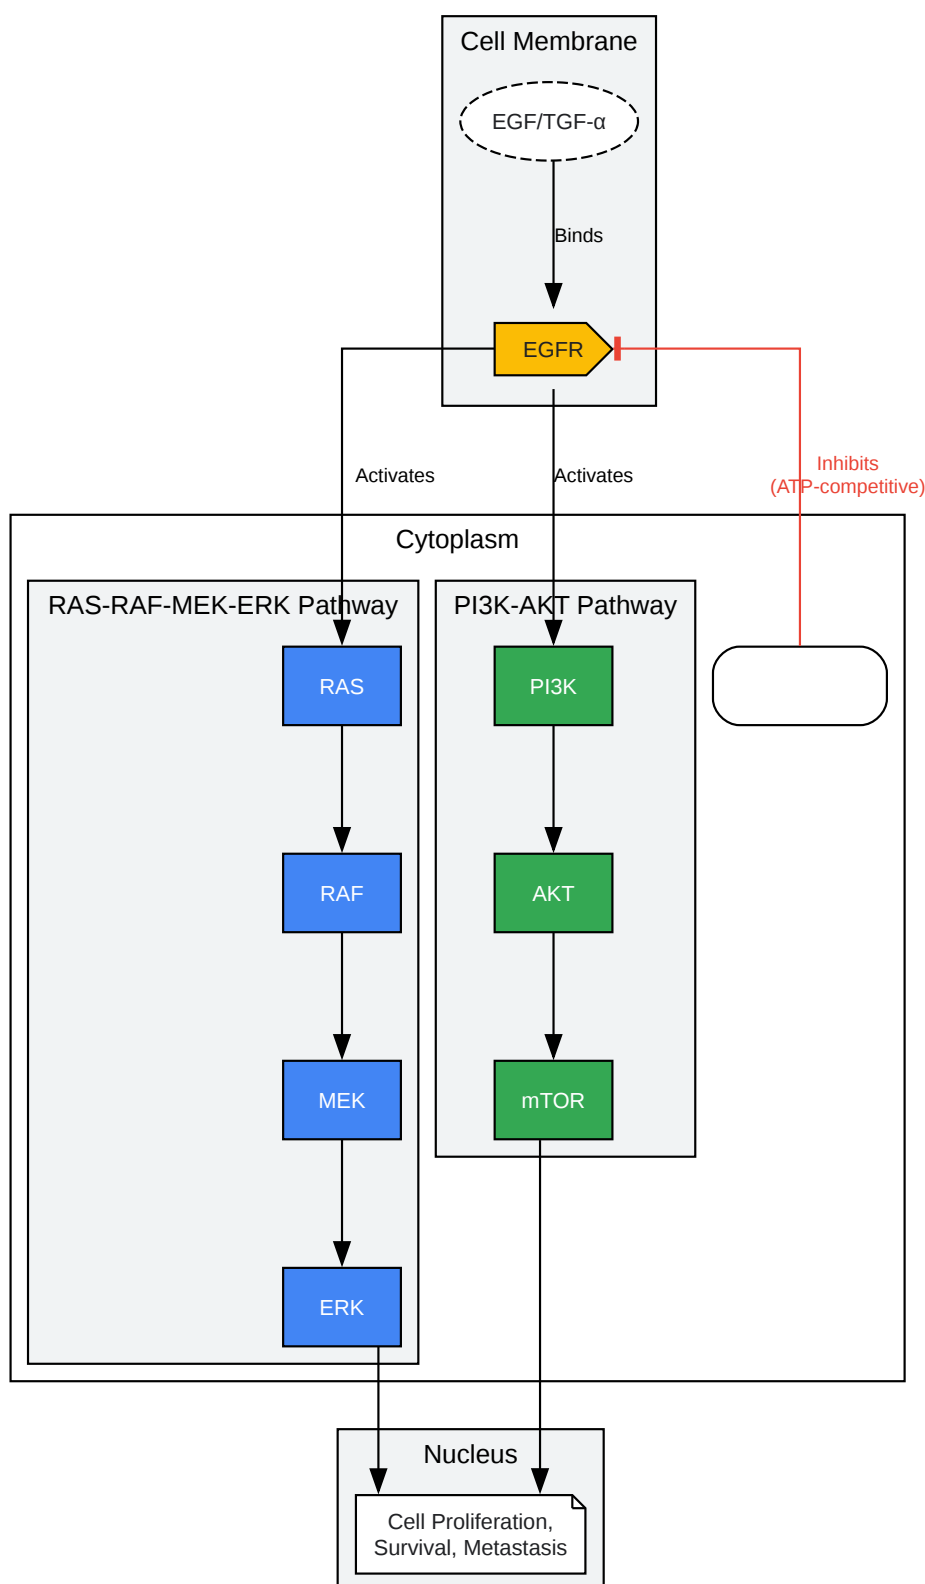 Cell Membrane
EGF/TGF-α
Binds
EGFR
Activates
Activates
Inhibits
(ATP-competitive)
Cytoplasm
RAS-RAF-MEK-ERK Pathway
PI3K-AKT Pathway
RAS
PI3K
RAF
AKT
MEK
mTOR
ERK
Nucleus
Cell Proliferation,
Survival, Metastasis